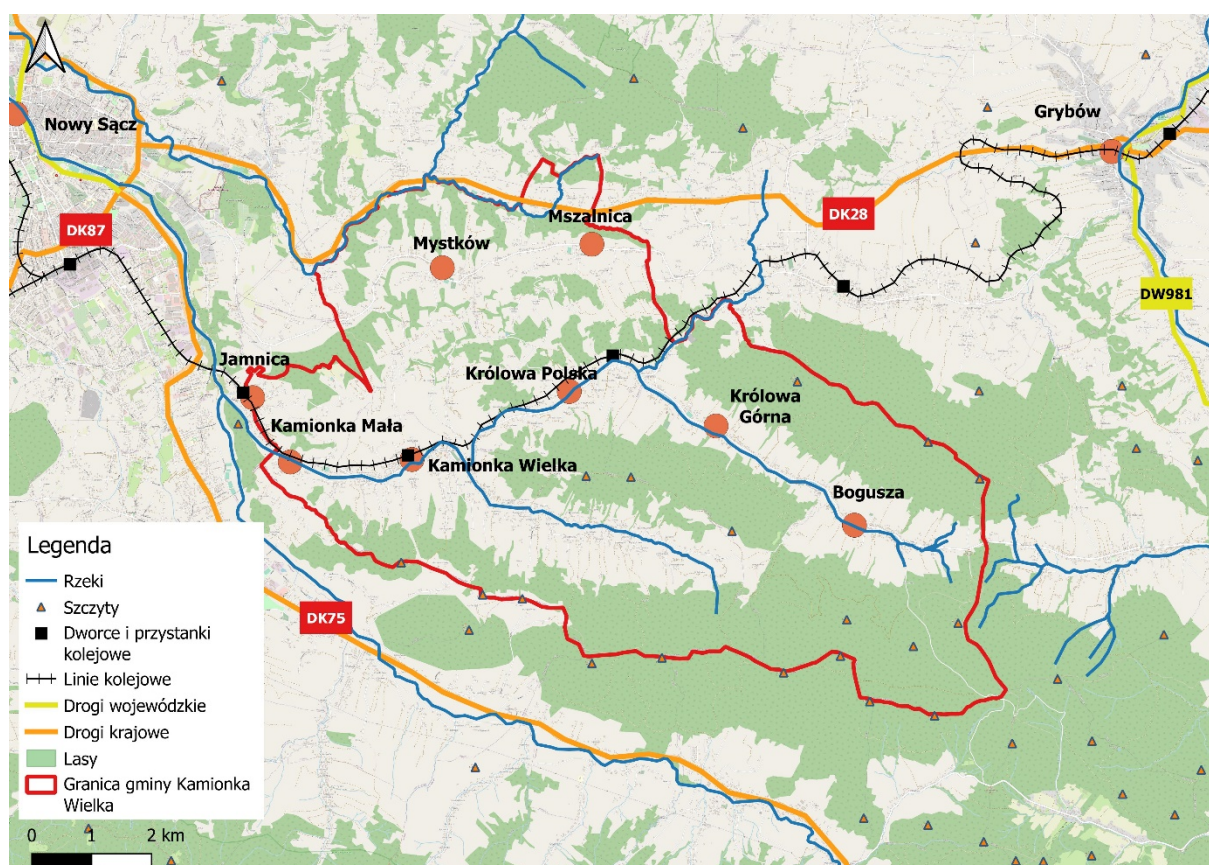 Nowy Sącz
Grybów
Mszalnica
DK28
DK87
Mystków
DW981
Jamnica
Królowa Polska
Królowa
Górna
Kamionka Mała
Kamionka Wielka
Bogusza
DK75
Legenda
Rzeki
Szczyty
Dworce i przystanki
kolejowe
Linie kolejowe
Drogi wojewódzkie
Drogi krajowe
Lasy
Granica gminy Kamionka
Wielka
0 1 2 km